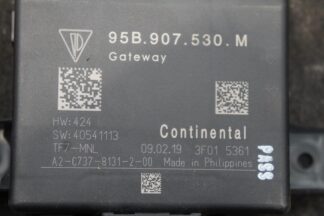 95B.907.530.M
Gateway
HW:424
SW:40541113
Continental
TF7-MNL 09.02.19 3F01 5361
A2-C737-8131-2-00 Made in Philippines
PASS